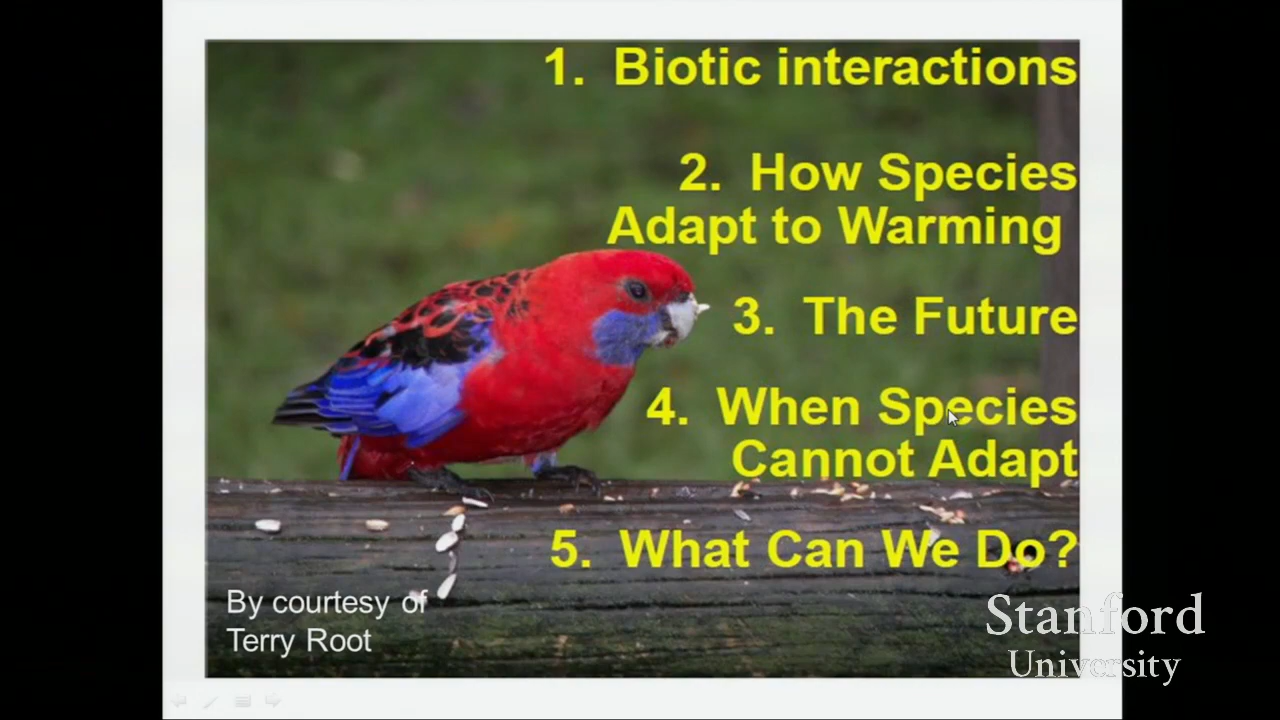 1. Biotic interactions
2. How Species
Adapt to Warming
3. The Future
4. When Species
Cannot Adapt
5. What Can We Do?
By courtesy of
Terry Root
Stanford
University